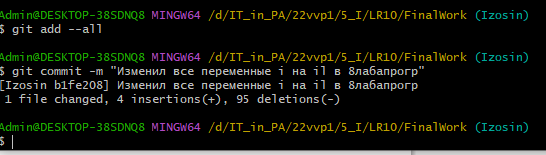 Admin@DESKTOP-38SDNQ8 MINGW64 /d/IT_in_PA/22vvp1/5_I/LR10/FinalWork (Izosin)
$ git add --all
Admin@DESKTOP-38SDNQ8 MINGW64 /d/IT_in_PA/22vvp1/5_I/LR10/FinalWork (Izosin)
$ git commit -m "Изменил все переменные i на il в 8лабапрогр"
[Izosin b1fe208] Изменил все переменные i на il в 8лабапрогр
1 file changed, 4 insertions(+), 95 deletions(-)
Admin@DESKTOP-38SDNQ8 MINGW64 /d/IT_in_PA/22vvp1/5_I/LR10/FinalWork (Izosin)
$